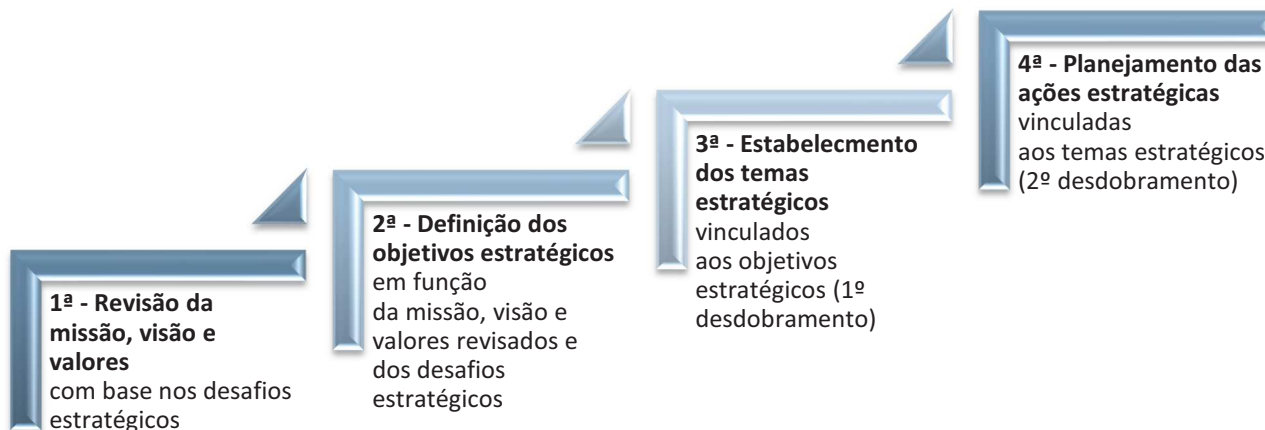 1ª - Revisão da
missão, visão e
valores
com base nos desafios
estratégicos
2ª - Definição dos
objetivos estratégicos
em função
da missão, visão e
valores revisados e
dos desafios
estratégicos
3ª - Estabelecmento
dos temas
estratégicos
vinculados
aos objetivos
estratégicos (1º
desdobramento)
4ª - Planejamento das
ações estratégicas
vinculadas
aos temas estratégicos
(2º desdobramento)